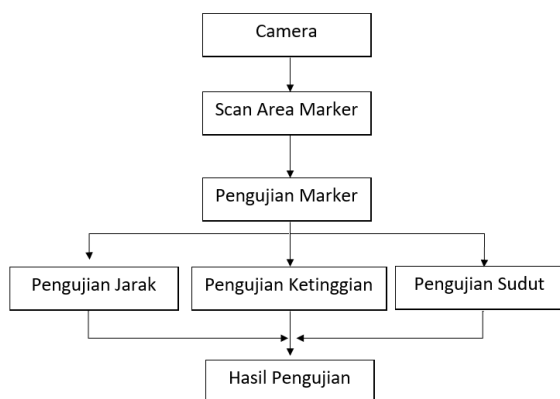 Camera
Scan Area Marker
Pengujian Marker
Pengujian Jarak
Pengujian Ketinggian
Pengujian Sudut
Hasil Pengujian